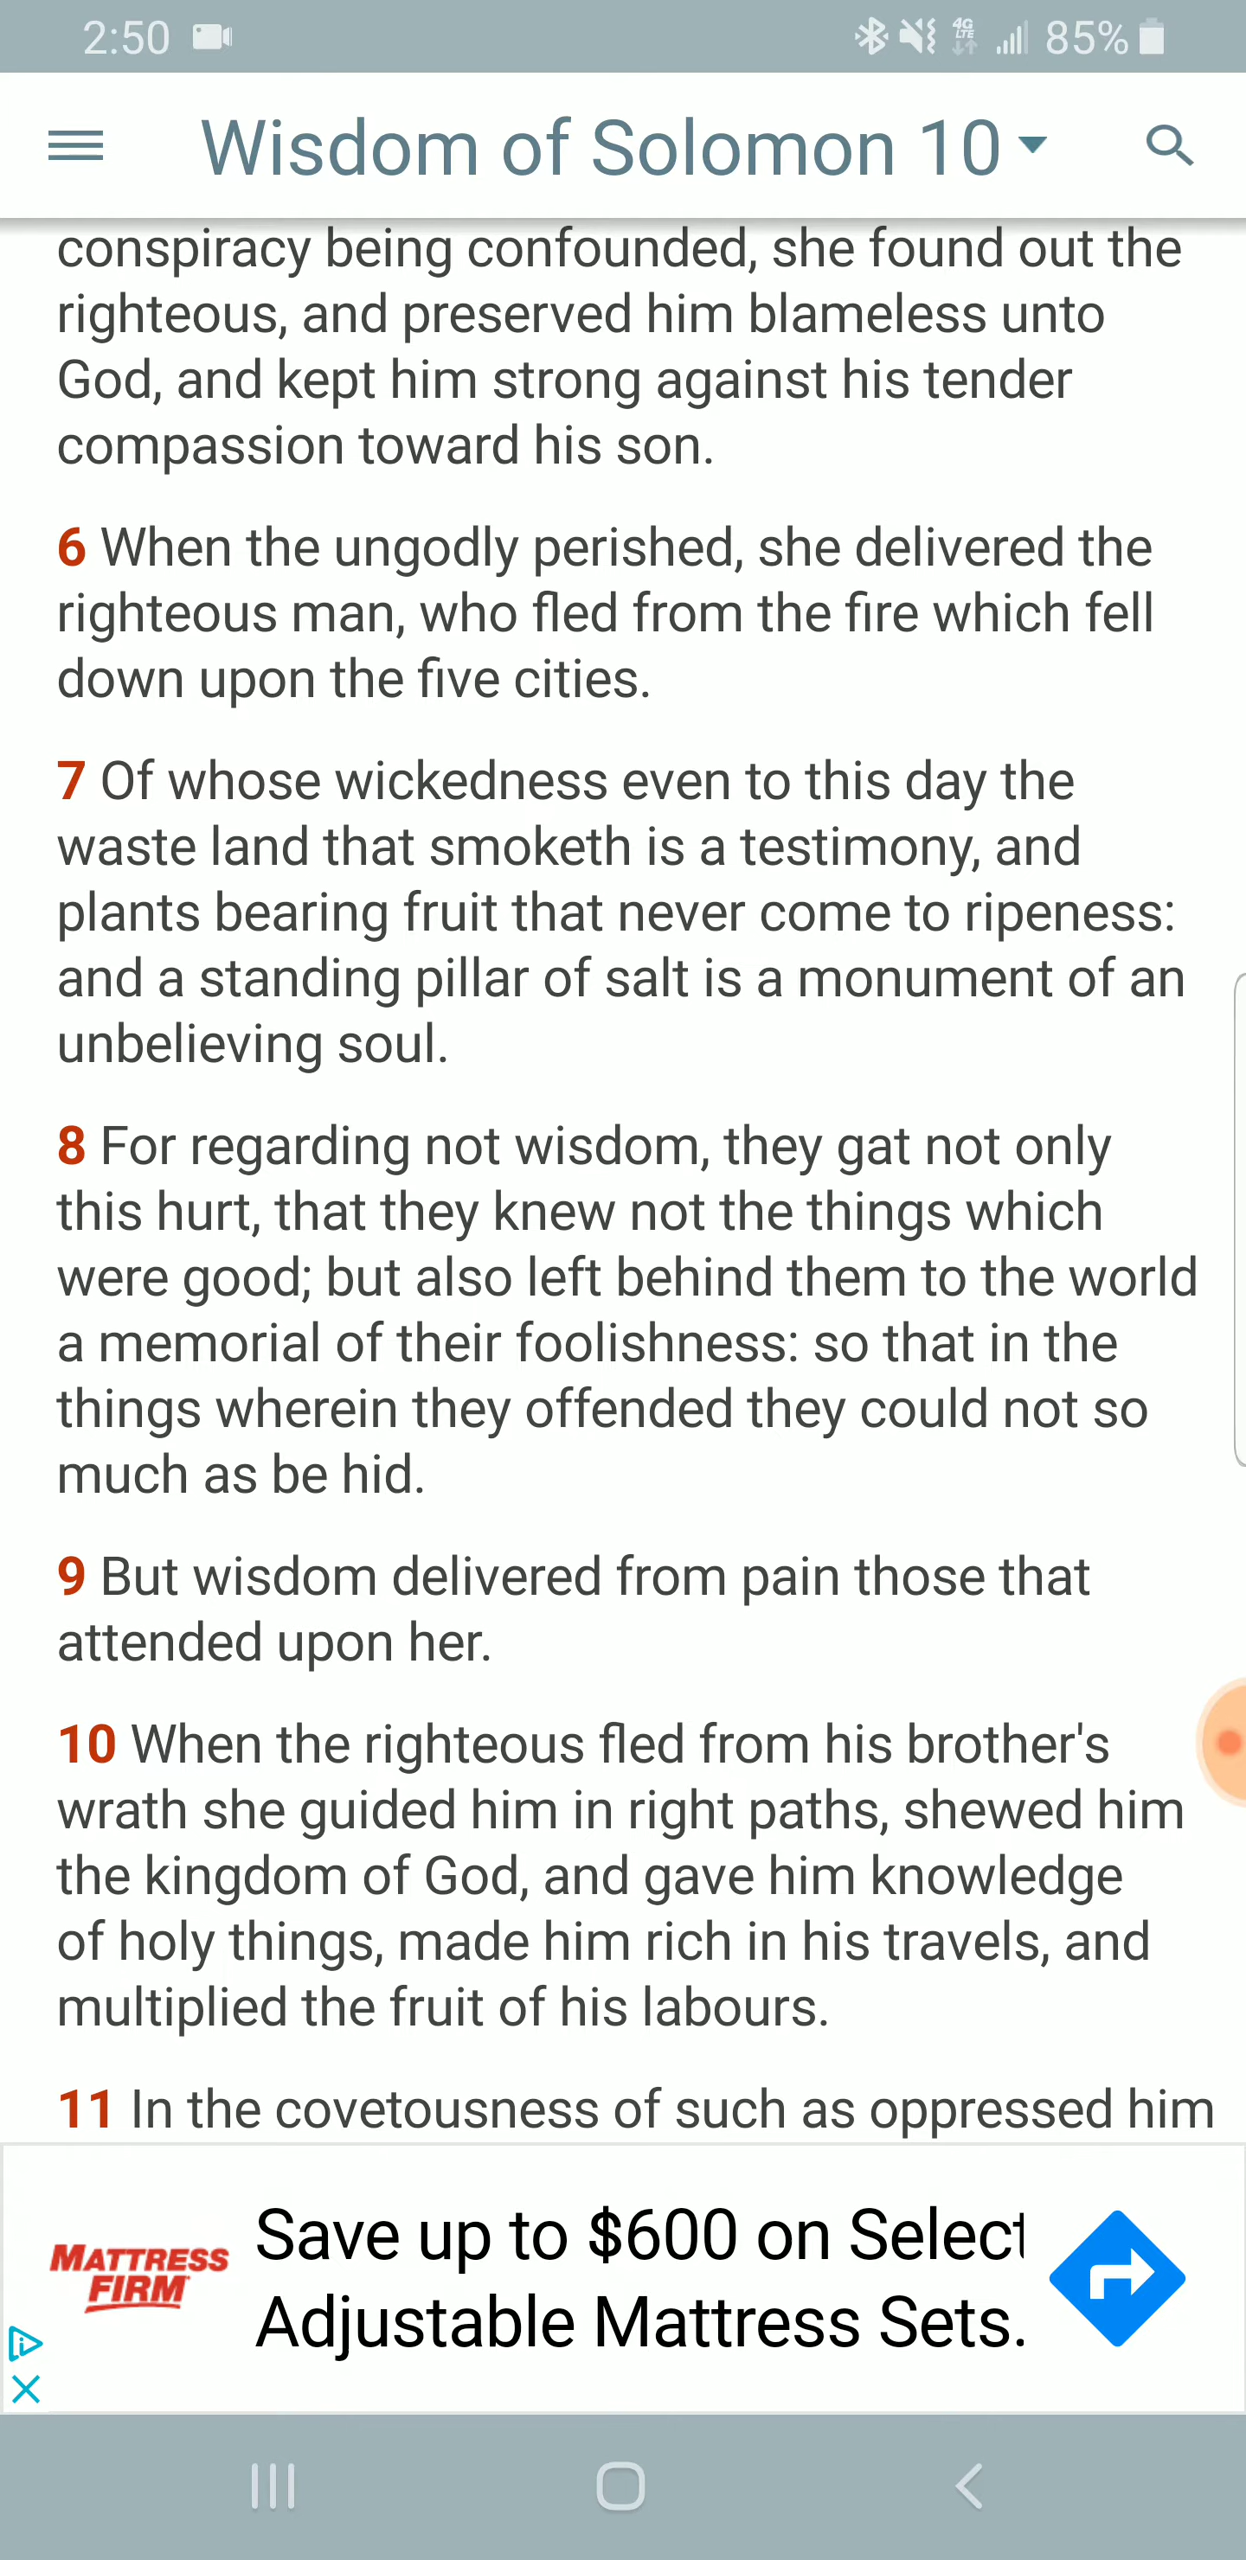 2:50 4G LTE 85%
Wisdom of Solomon 10
conspiracy being confounded, she found out the
righteous, and preserved him blameless unto
God, and kept him strong against his tender
compassion toward his son.
6 When the ungodly perished, she delivered the
righteous man, who fled from the fire which fell
down upon the five cities.
7 Of whose wickedness even to this day the
waste land that smoketh is a testimony, and
plants bearing fruit that never come to ripeness:
and a standing pillar of salt is a monument of an
unbelieving soul.
8 For regarding not wisdom, they gat not only
this hurt, that they knew not the things which
were good; but also left behind them to the world
a memorial of their foolishness: so that in the
things wherein they offended they could not so
much as be hid.
9 But wisdom delivered from pain those that
attended upon her.
10 When the righteous fled from his brother's
wrath she guided him in right paths, shewed him
the kingdom of God, and gave him knowledge
of holy things, made him rich in his travels, and
multiplied the fruit of his labours.
11 In the covetousness of such as oppressed him
MATTRESS
FIRM
Save up to $600 on Select
Adjustable Mattress Sets.